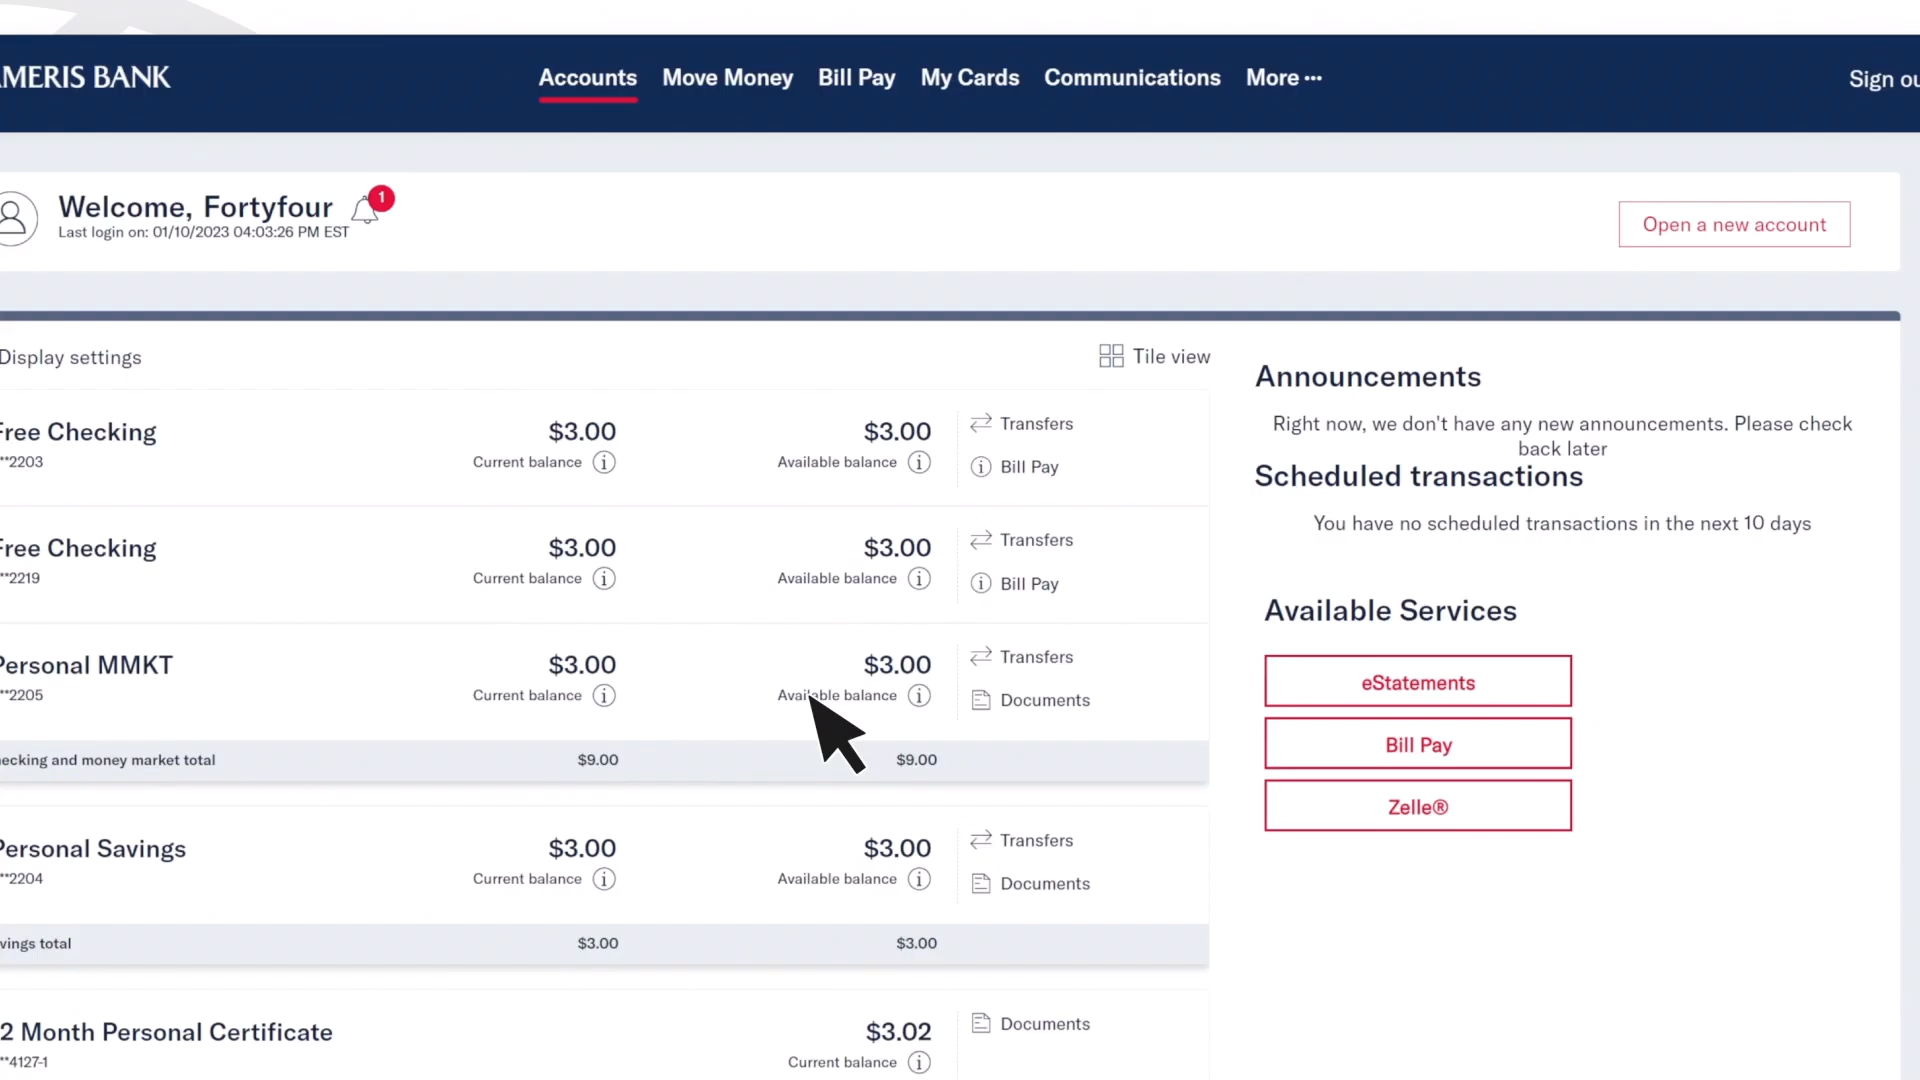 AMERIS BANK
Accounts Move Money Bill Pay My Cards Communications More ···
Sign ou
Welcome, Fortyfour
1
Last login on: 01/10/2023 04:03:26 PM EST
Open a new account
Display settings
Tile view
Free Checking
**2203
$3.00
Current balance
$3.00
Available balance
Transfers
Bill Pay
Free Checking
**2219
$3.00
Current balance
$3.00
Available balance
Transfers
Bill Pay
Personal MMKT
**2205
$3.00
Current balance
$3.00
Available balance
Transfers
Documents
ecking and money market total $9.00 $9.00
Personal Savings
**2204
$3.00
Current balance
$3.00
Available balance
Transfers
Documents
vings total $3.00 $3.00
2 Month Personal Certificate
**4127-1
$3.02
Current balance
Documents
Announcements
Right now, we don't have any new announcements. Please check
back later
Scheduled transactions
You have no scheduled transactions in the next 10 days
Available Services
eStatements
Bill Pay
Zelle®